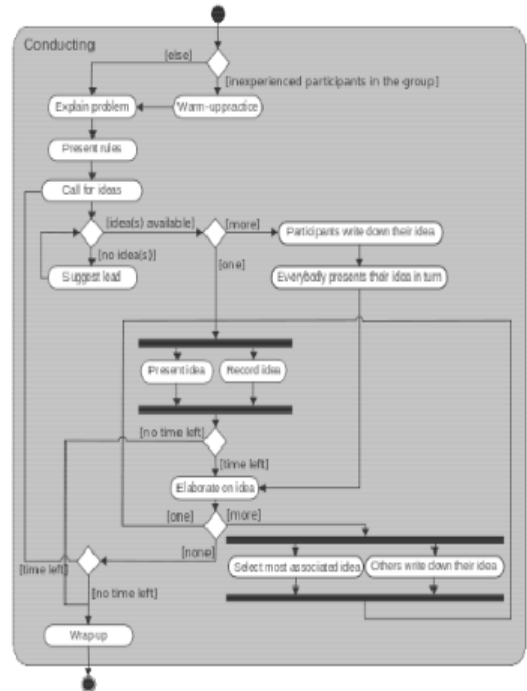 Conducting
[else]
[inexperienced participants in the group]
Explain problem
Warm-up practice
Present rules
Call for ideas
[idea(s) available]
[more]
Participants write down their idea
[no idea(s)]
[one]
Suggest lead
Everybody presents their idea in turn
Present idea
Record idea
[no time left]
[time left]
Elaborate on idea
[one]
[more]
[none]
[time left]
Select most associated idea
Others write down their idea
[no time left]
Wrap-up